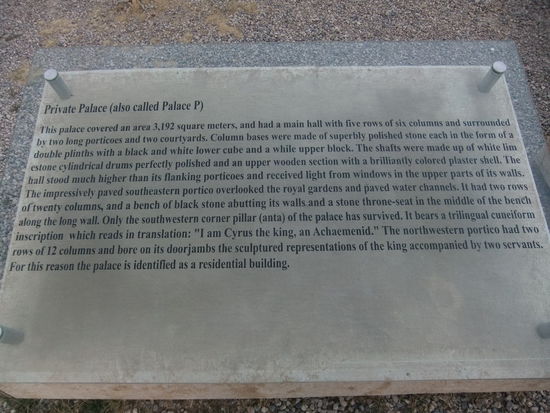 Private Palace (also called Palace P)
This palace covered an area 3,192 square meters, and had a main hall with five rows of six columns and surrounded
by two long porticoes and two courtyards. Column bases were made of superbly polished stone each in the form of a
double plinths with a black and white lower cube and a while upper block. The shafts were made up of white lim
estone cylindrical drums perfectly polished and an upper wooden section with a brilliantly colored plaster shell. The
hall stood much higher than its flanking porticoes and received light from windows in the upper parts of its walls.
The impressively paved southeastern portico overlooked the royal gardens and paved water channels. It had two rows
of twenty columns, and a bench of black stone abutting its walls and a stone throne-seat in the middle of the bench
along the long wall. Only the southwestern corner pillar (anta) of the palace has survived. It bears a trilingual cuneiform
inscription which reads in translation: "I am Cyrus the king, an Achaemenid." The northwestern portico had two
rows of 12 columns and bore on its doorjambs the sculptured representations of the king accompanied by two servants.
For this reason the palace is identified as a residential building.